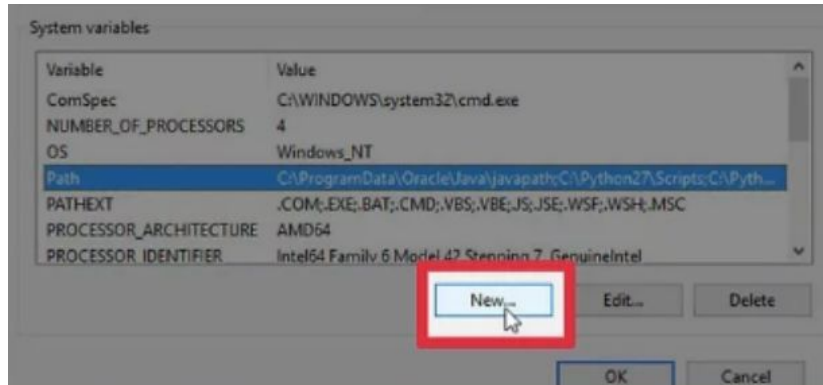 System variables
Variable Value
ComSpec C:\WINDOWS\system32\cmd.exe
NUMBER_OF_PROCESSORS 4
OS Windows_NT
Path C:\ProgramData\Oracle\Java\javapath;C:\Python27\Scripts;C:\Pyth...
PATHEXT .COM;.EXE;.BAT;.CMD;.VBS;.VBE;.JS;.JSE;.WSF;.WSH;.MSC
PROCESSOR_ARCHITECTURE AMD64
PROCESSOR_IDENTIFIER Intel64 Family 6 Model 42 Stepping 7, GenuineIntel
New... Edit... Delete
OK Cancel